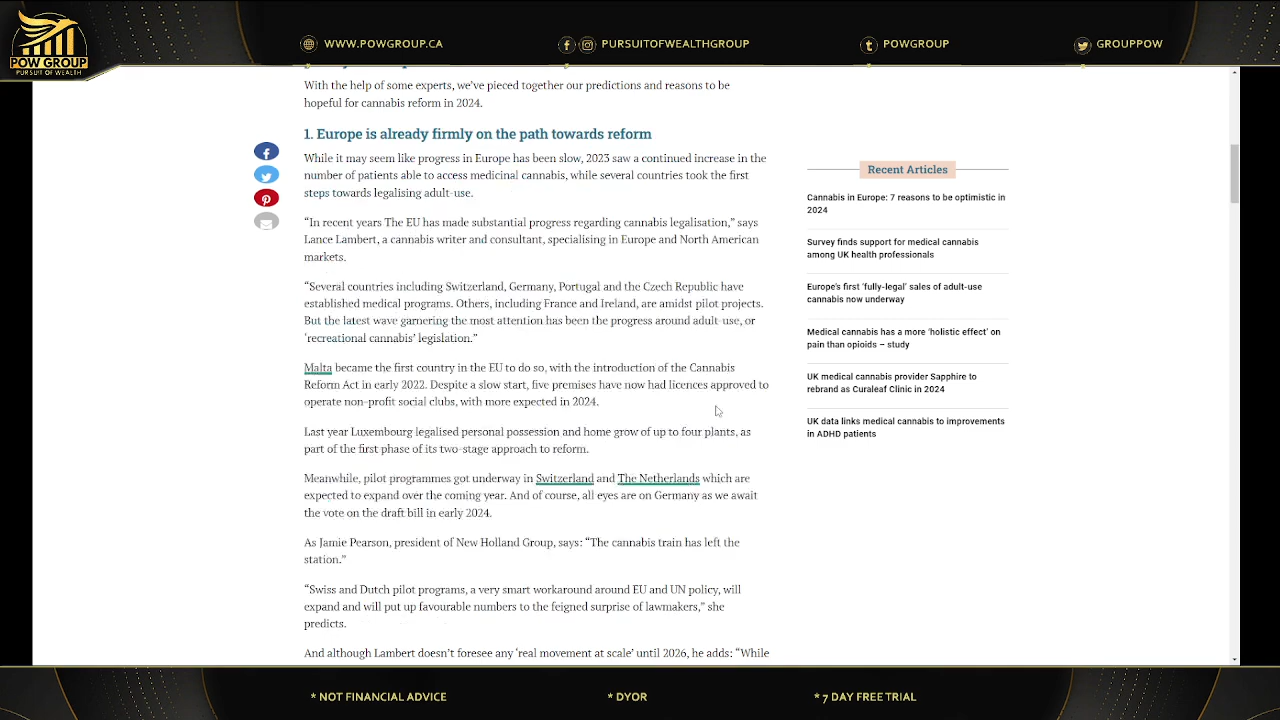 POW GROUP
PURSUIT OF WEALTH
WWW.POWGROUP.CA
PURSUITOFWEALTHGROUP
POWGROUP
GROUPPOW
With the help of some experts, we've pieced together our predictions and reasons to be
hopeful for cannabis reform in 2024.
1. Europe is already firmly on the path towards reform
While it may seem like progress in Europe has been slow, 2023 saw a continued increase in the
number of patients able to access medicinal cannabis, while several countries took the first
steps towards legalising adult-use.
“In recent years The EU has made substantial progress regarding cannabis legalisation,” says
Lance Lambert, a cannabis writer and consultant, specialising in Europe and North American
markets.
“Several countries including Switzerland, Germany, Portugal and the Czech Republic have
established medical programs. Others, including France and Ireland, are amidst pilot projects.
But the latest wave garnering the most attention has been the progress around adult-use, or
‘recreational cannabis’ legislation.”
Malta became the first country in the EU to do so, with the introduction of the Cannabis
Reform Act in early 2022. Despite a slow start, five premises have now had licences approved to
operate non-profit social clubs, with more expected in 2024.
Last year Luxembourg legalised personal possession and home grow of up to four plants, as
part of the first phase of its two-stage approach to reform.
Meanwhile, pilot programmes got underway in Switzerland and The Netherlands which are
expected to expand over the coming year. And of course, all eyes are on Germany as we await
the vote on the draft bill in early 2024.
As Jamie Pearson, president of New Holland Group, says: “The cannabis train has left the
station.”
“Swiss and Dutch pilot programs, a very smart workaround around EU and UN policy, will
expand and will put up favourable numbers to the feigned surprise of lawmakers,” she
predicts.
And although Lambert doesn’t foresee any ‘real movement at scale’ until 2026, he adds: “While
Recent Articles
Cannabis in Europe: 7 reasons to be optimistic in
2024
Survey finds support for medical cannabis
among UK health professionals
Europe’s first ‘fully-legal’ sales of adult-use
cannabis now underway
Medical cannabis has a more ‘holistic effect’ on
pain than opioids – study
UK medical cannabis provider Sapphire to
rebrand as Curaleaf Clinic in 2024
UK data links medical cannabis to improvements
in ADHD patients
* NOT FINANCIAL ADVICE
* DYOR
* 7 DAY FREE TRIAL